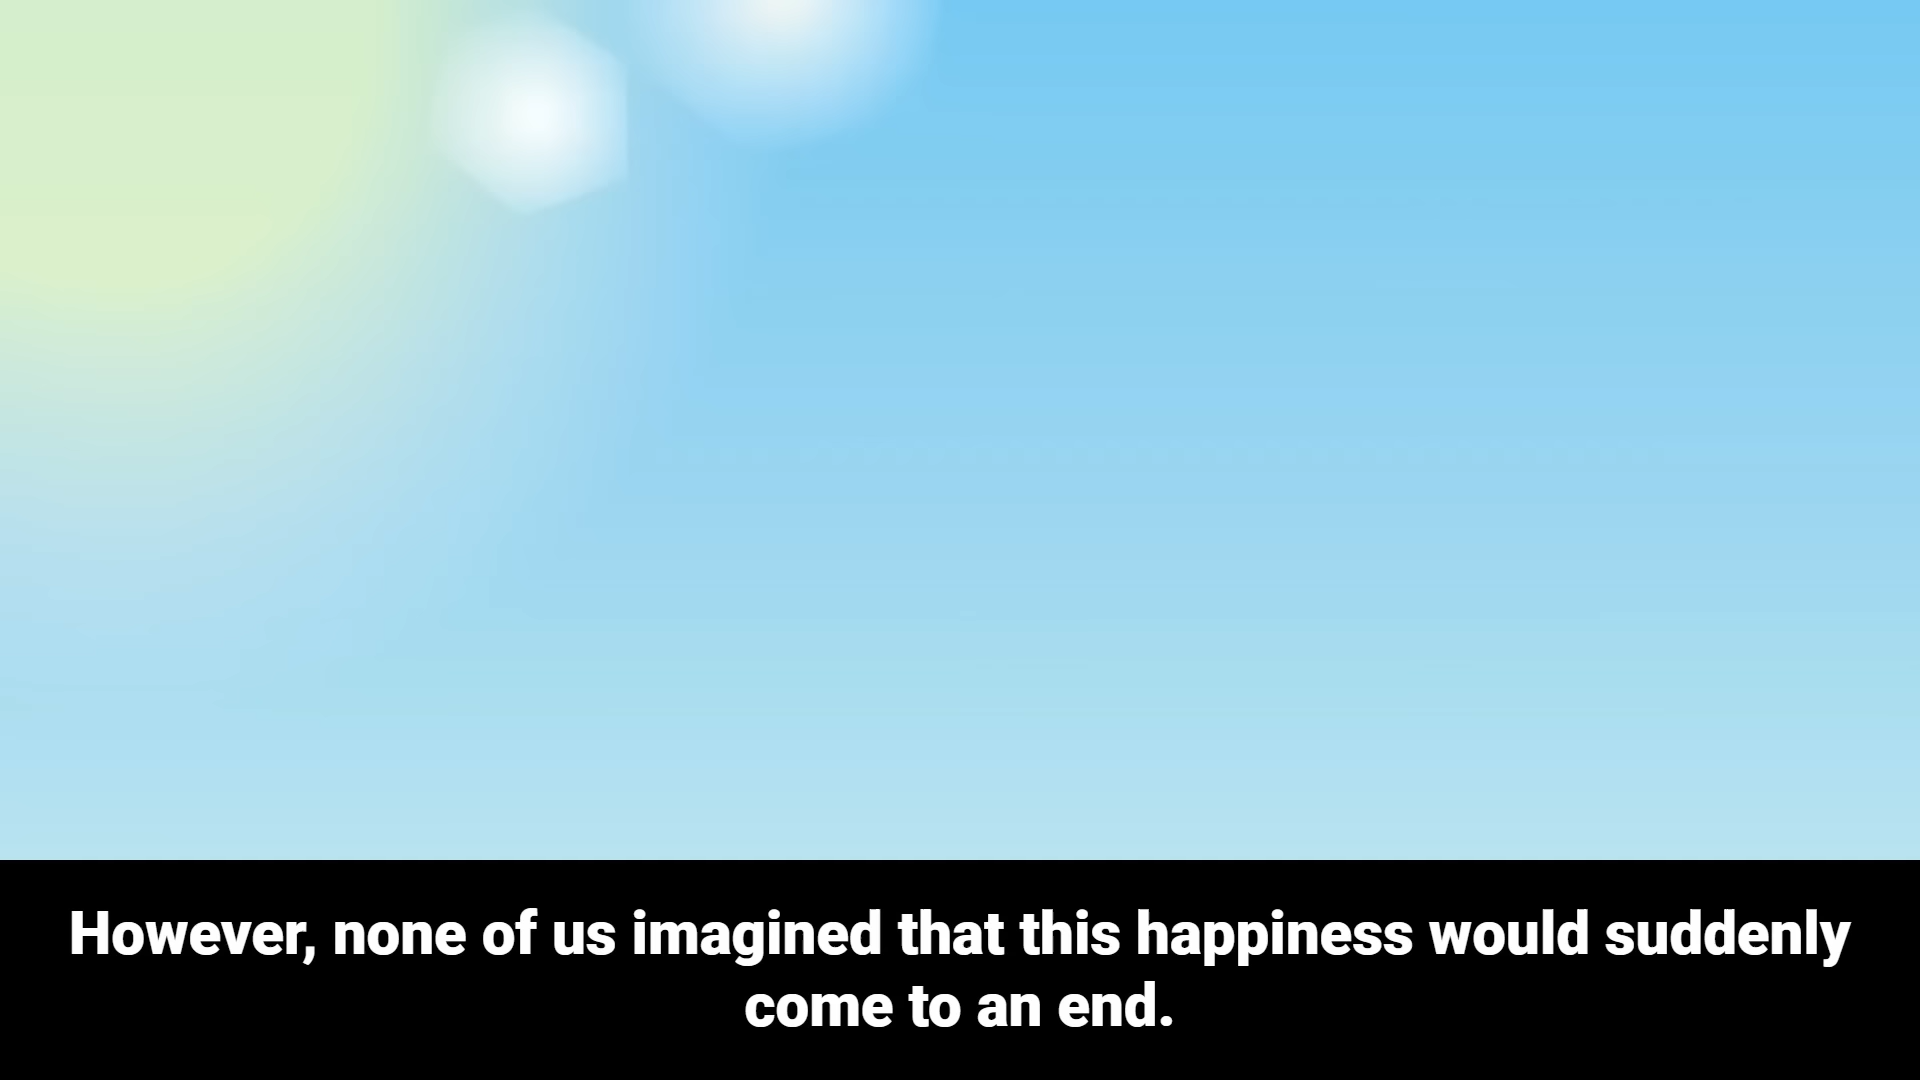 However, none of us imagined that this happiness would suddenly
come to an end.